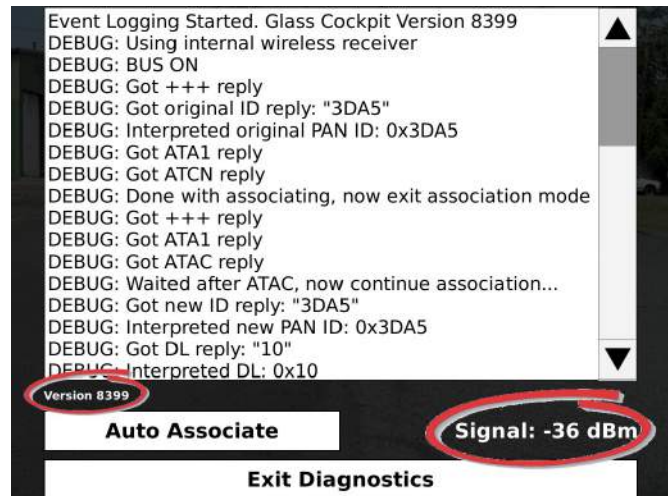 Event Logging Started. Glass Cockpit Version 8399
DEBUG: Using internal wireless receiver
DEBUG: BUS ON
DEBUG: Got +++ reply
DEBUG: Got original ID reply: "3DA5"
DEBUG: Interpreted original PAN ID: 0x3DA5
DEBUG: Got ATA1 reply
DEBUG: Got ATCN reply
DEBUG: Done with associating, now exit association mode
DEBUG: Got +++ reply
DEBUG: Got ATA1 reply
DEBUG: Got ATAC reply
DEBUG: Waited after ATAC, now continue association...
DEBUG: Got new ID reply: "3DA5"
DEBUG: Interpreted new PAN ID: 0x3DA5
DEBUG: Got DL reply: "10"
DEBUG: Interpreted DL: 0x10
Version 8399
Auto Associate
Signal: -36 dBm
Exit Diagnostics